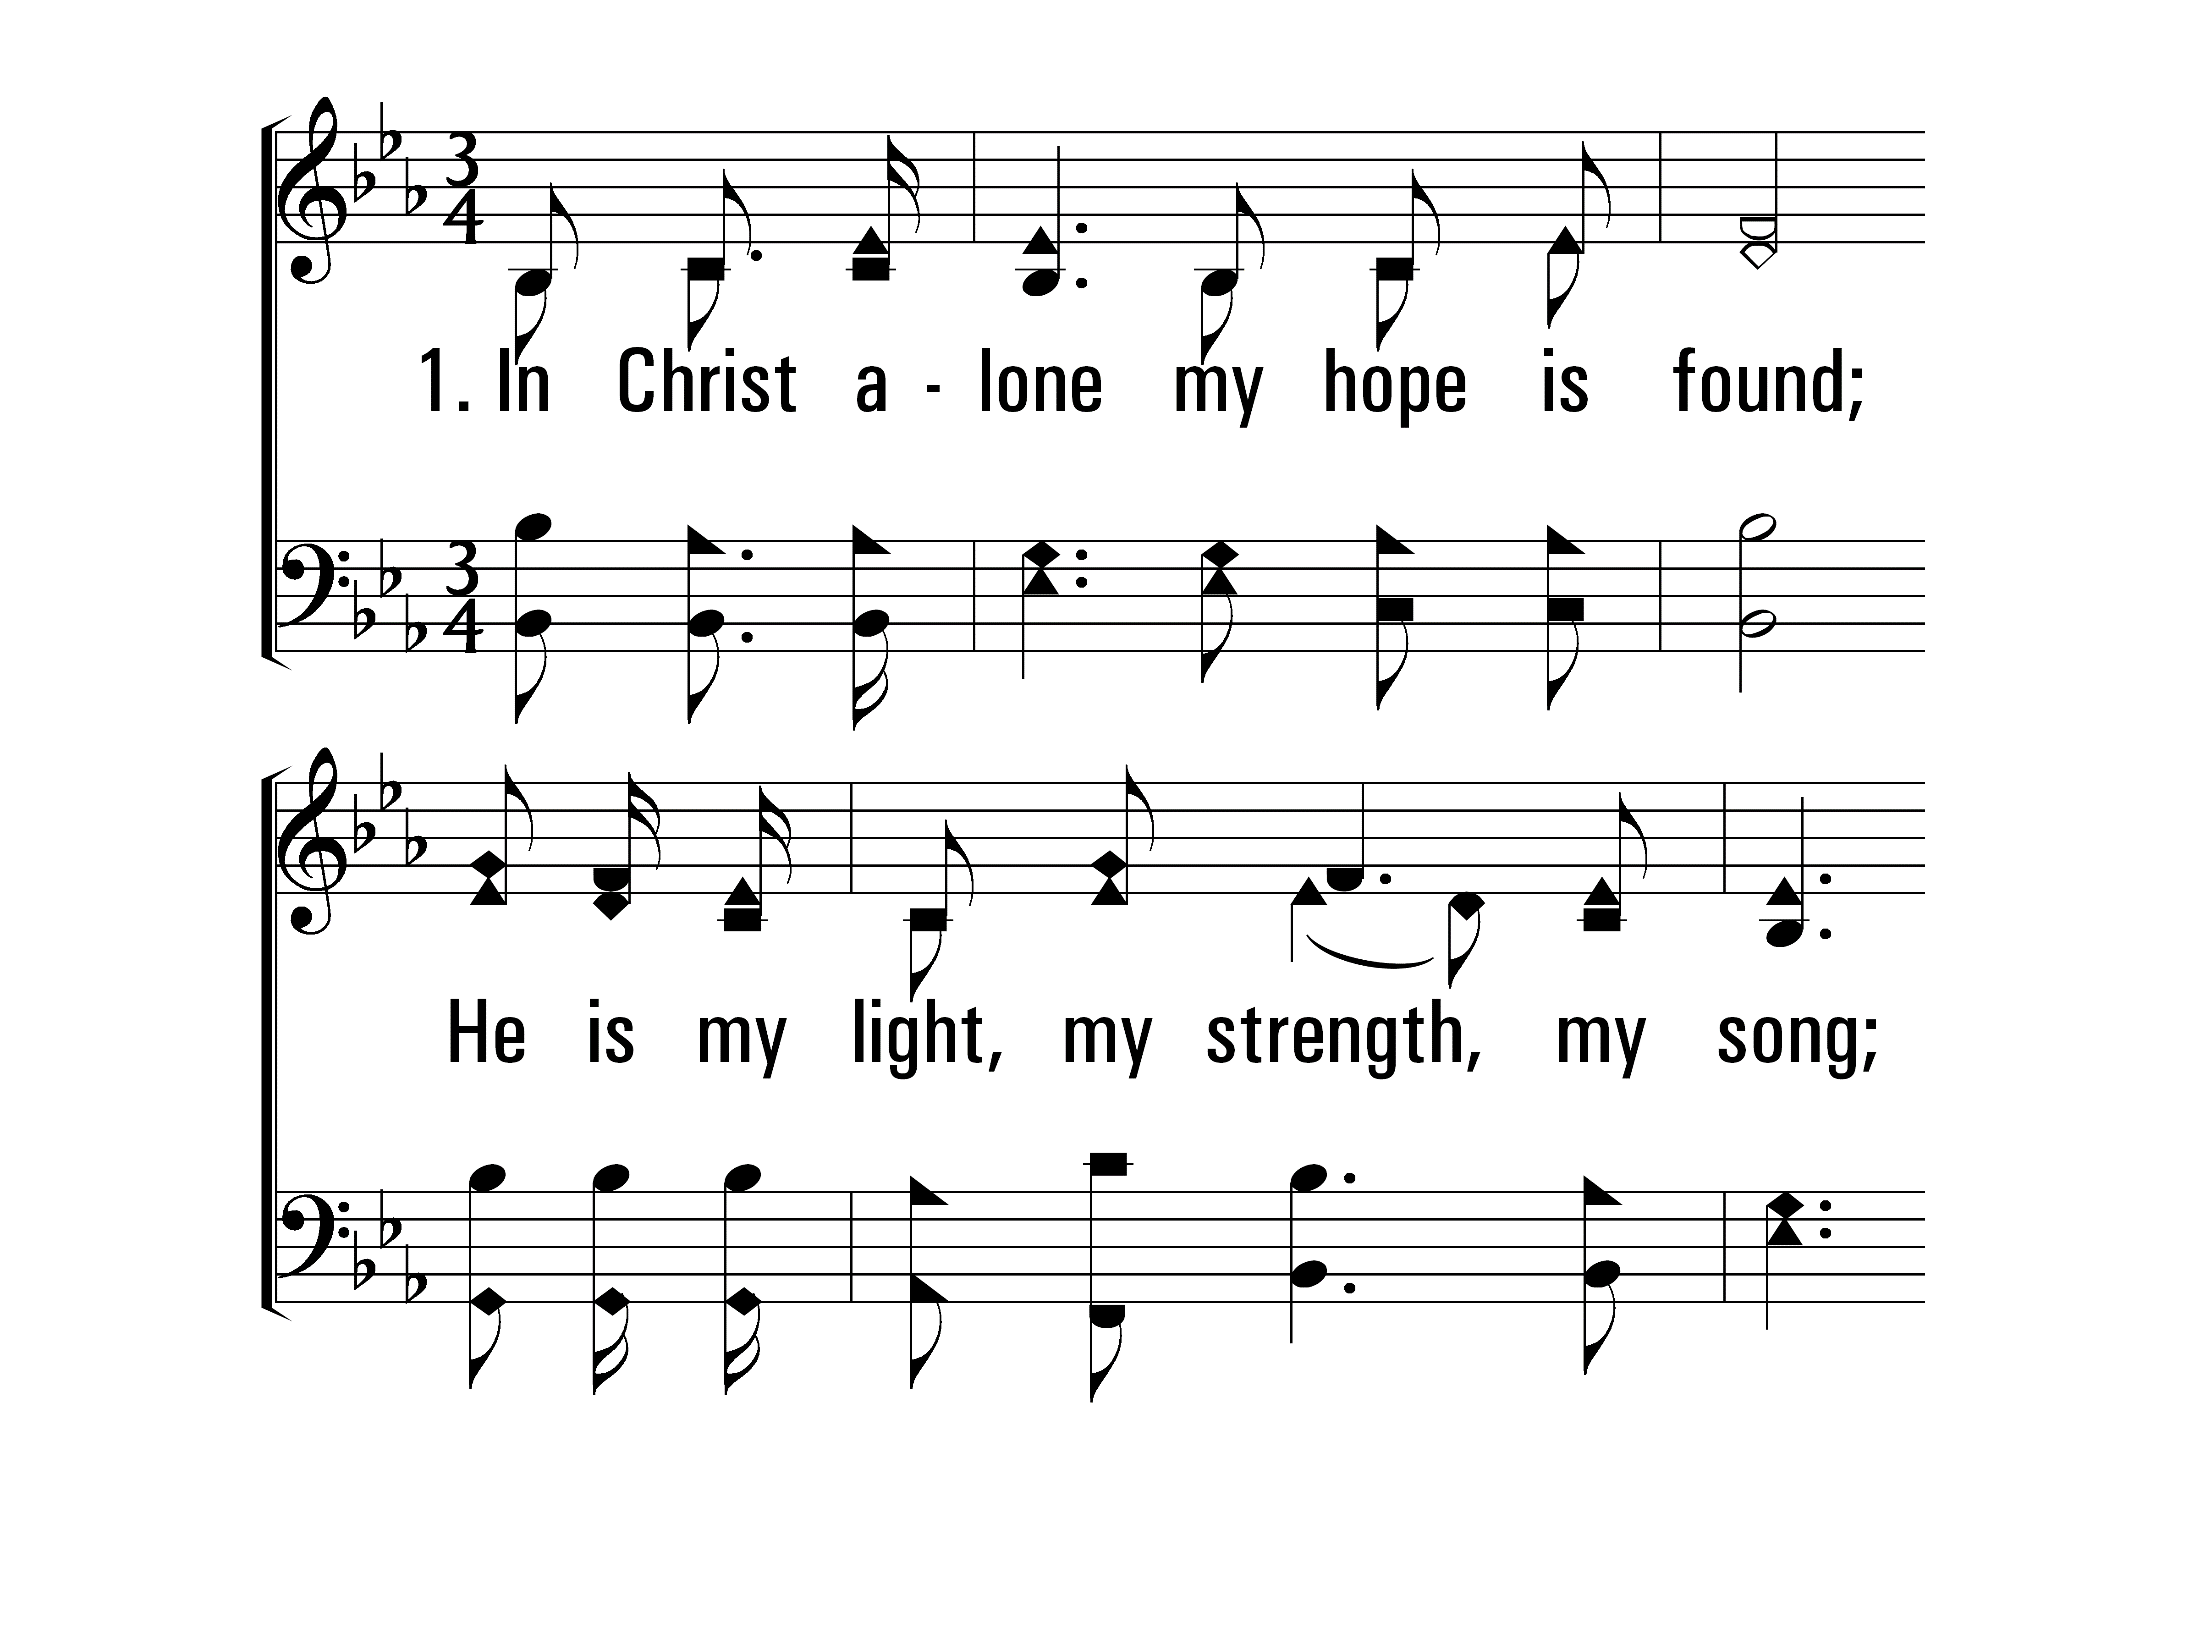 1. In Christ a - lone my hope is found;
He is my light, my strength, my song;